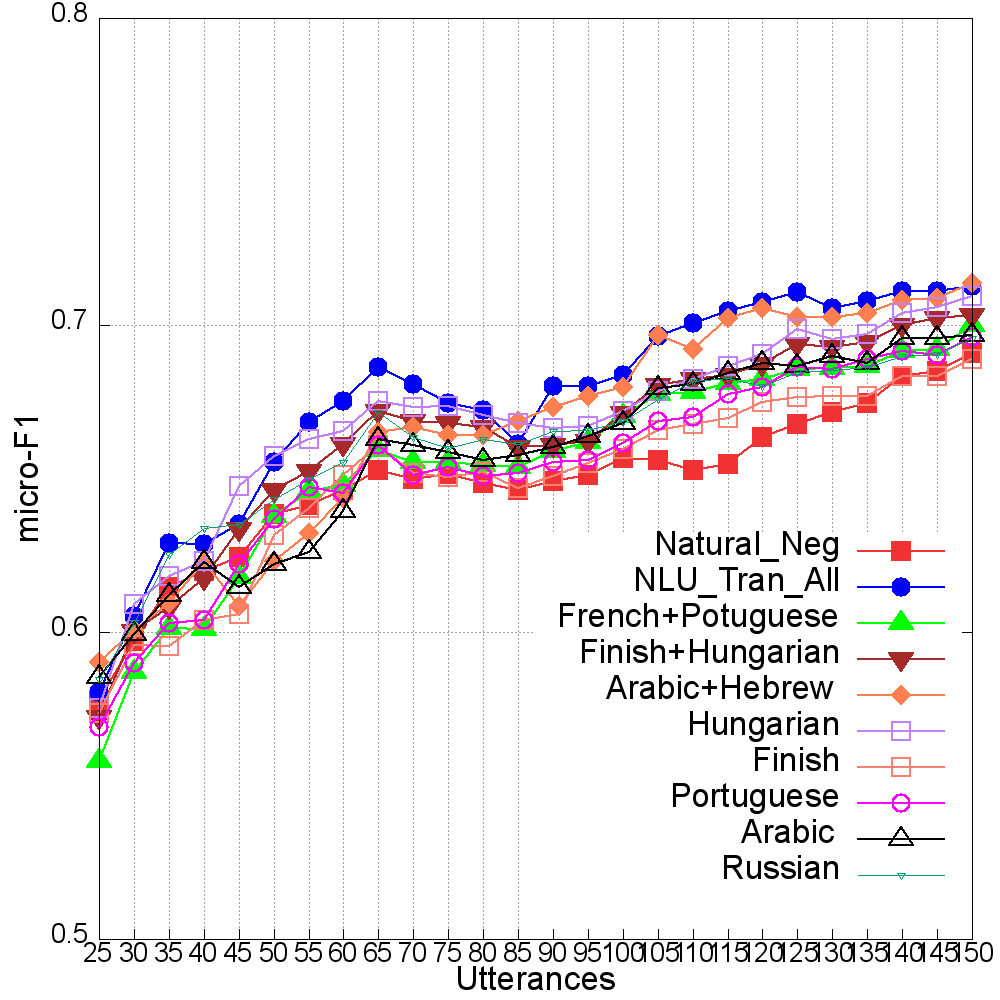 0.8
0.7
0.6
0.5
micro-F1
Natural_Neg
NLU_Tran_All
French+Potuguese
Finish+Hungarian
Arabic+Hebrew
Hungarian
Finish
Portuguese
Arabic
Russian
25 30 35 40 45 50 55 60 65 70 75 80 85 90 95 100 105 110 115 120 125 130 135 140 145 150
Utterances